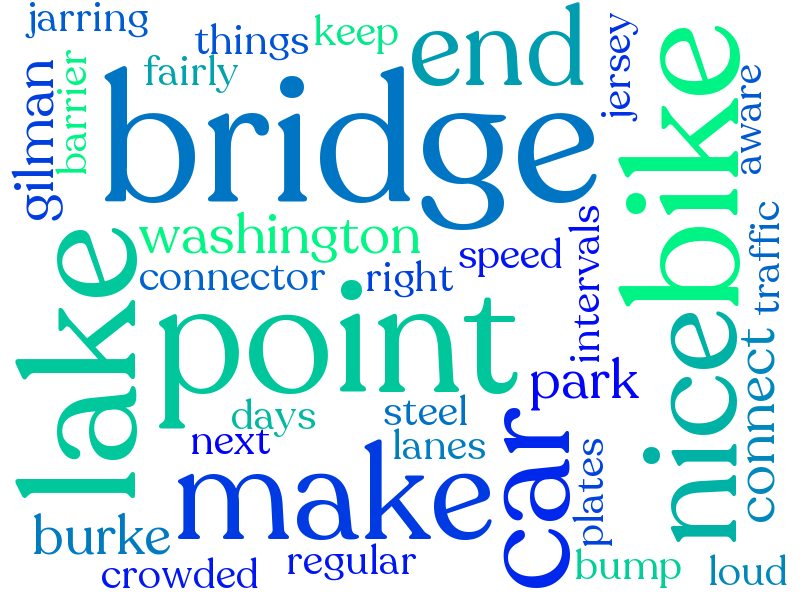 jarring
things
keep
end
jersey
bike
fairly
gilman
barrier
bridge
aware
lake
washington
speed
intervals
traffic
connector
right
point
nice
park
connect
days
steel
next
lanes
car
plates
make
burke
crowded
regular
bump
loud